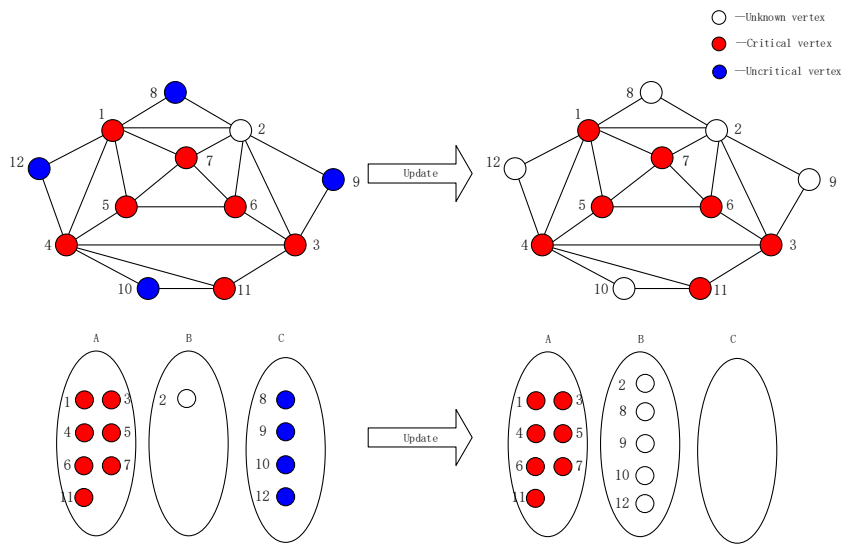 —Unknown vertex
—Critical vertex
—Uncritical vertex
8 8
1 2 1 2
12 7 12 7
9 9
5 6 5 6
4 3 4 3
10 11 10 11
Update
A B C A B C
1 3 2 8 1 3 2
8
4 5 9 4 5 9
6 7 10 6 7 10
11 12 11 12
Update